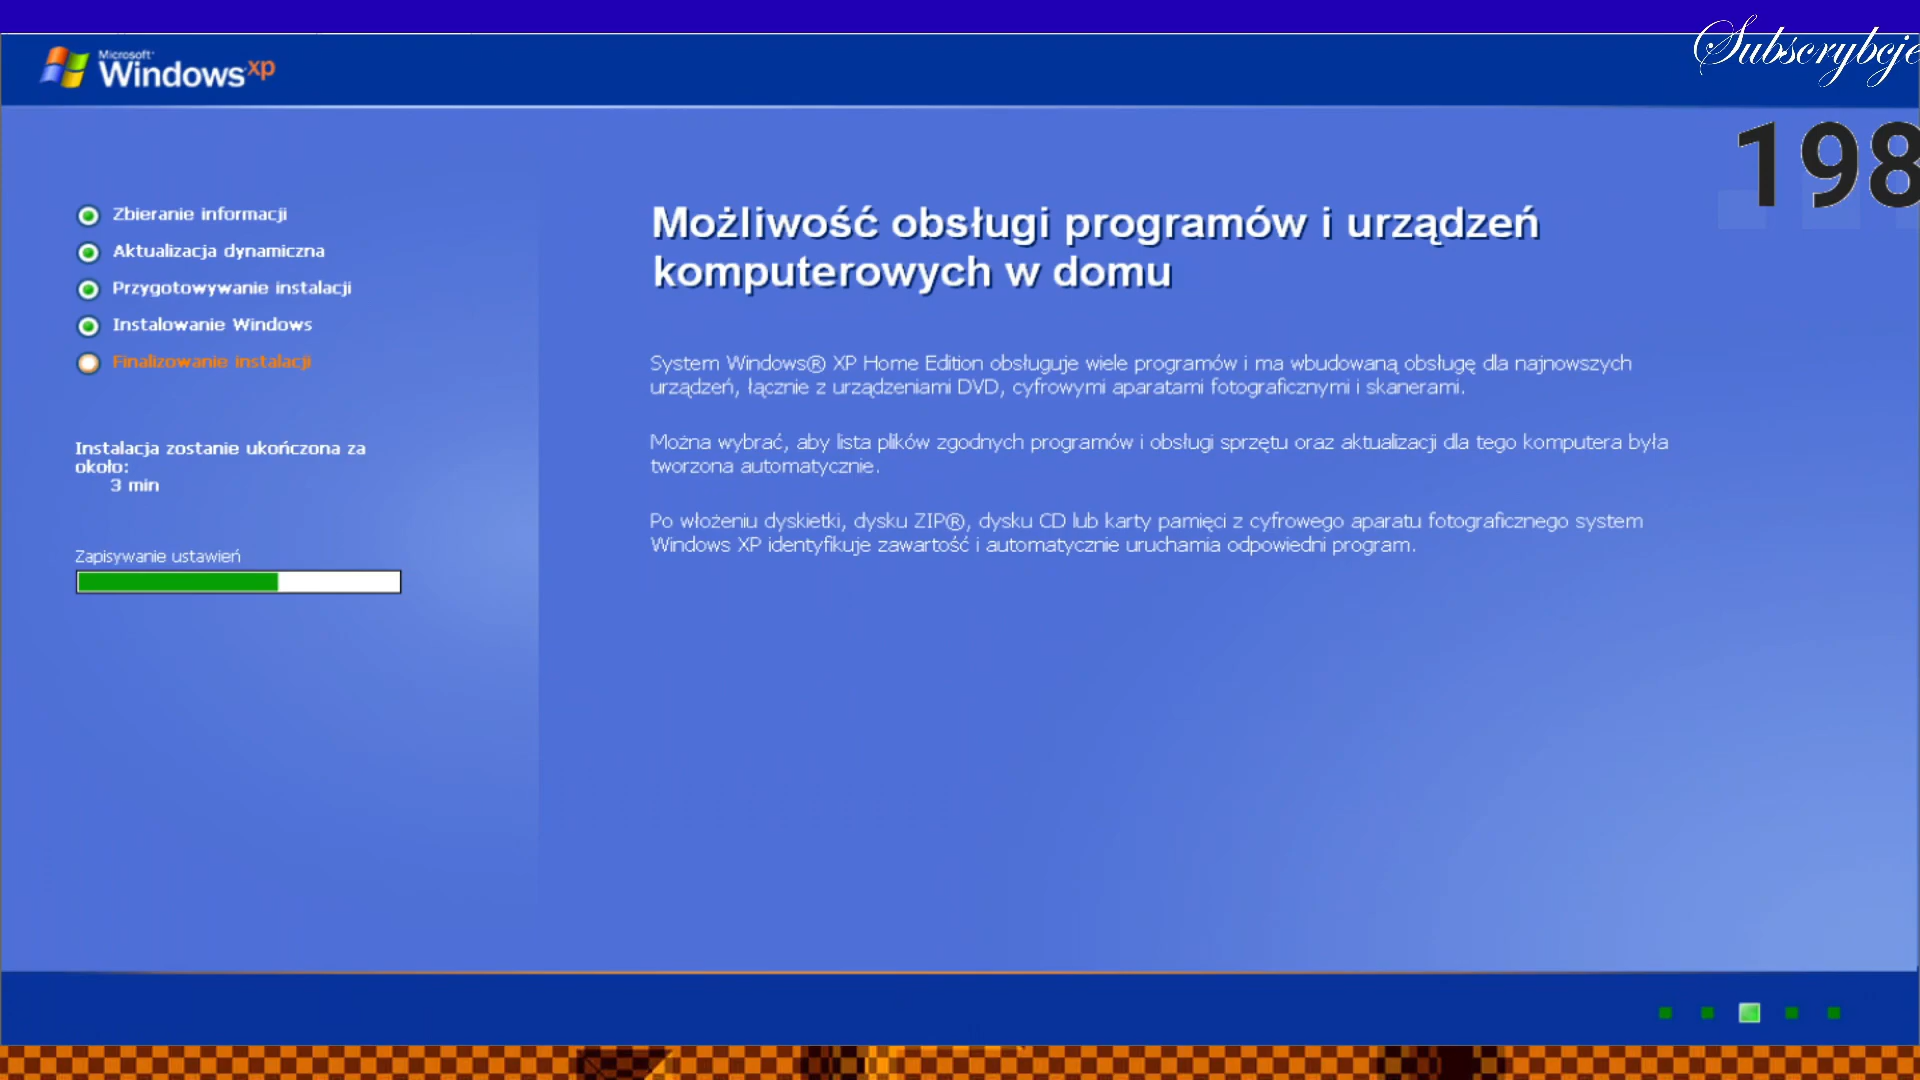 Microsoft
Windows xp
Subscrybcje
198
Zbieranie informacji
Aktualizacja dynamiczna
Przygotowywanie instalacji
Instalowanie Windows
Finalizowanie instalacji
Instalacja zostanie ukończona za
około:
3 min
Zapisywanie ustawień
Możliwość obsługi programów i urządzeń
komputerowych w domu
System Windows® XP Home Edition obsługuje wiele programów i ma wbudowaną obsługę dla najnowszych
urządzeń, łącznie z urządzeniami DVD, cyfrowymi aparatami fotograficznymi i skanerami.
Można wybrać, aby lista plików zgodnych programów i obsługi sprzętu oraz aktualizacji dla tego komputera była
tworzona automatycznie.
Po włożeniu dyskietki, dysku ZIP®, dysku CD lub karty pamięci z cyfrowego aparatu fotograficznego system
Windows XP identyfikuje zawartość i automatycznie uruchamia odpowiedni program.